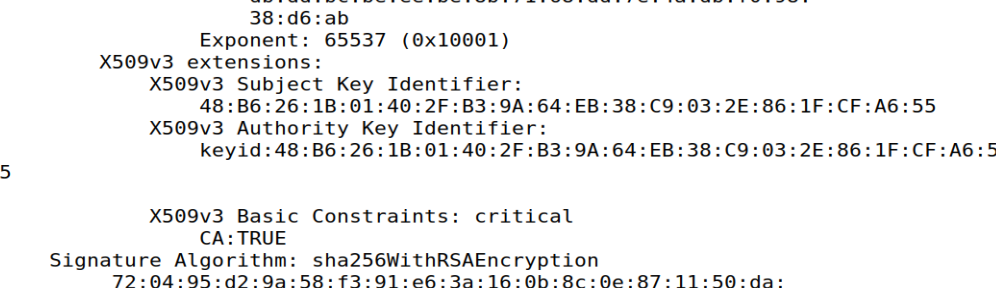 38:d6:ab
Exponent: 65537 (0x10001)
X509v3 extensions:
X509v3 Subject Key Identifier:
48:B6:26:1B:01:40:2F:B3:9A:64:EB:38:C9:03:2E:86:1F:CF:A6:55
X509v3 Authority Key Identifier:
keyid:48:B6:26:1B:01:40:2F:B3:9A:64:EB:38:C9:03:2E:86:1F:CF:A6:5
5
X509v3 Basic Constraints: critical
CA:TRUE
Signature Algorithm: sha256WithRSAEncryption
72:04:95:d2:9a:58:f3:91:e6:3a:16:0b:8c:0e:87:11:50:da: